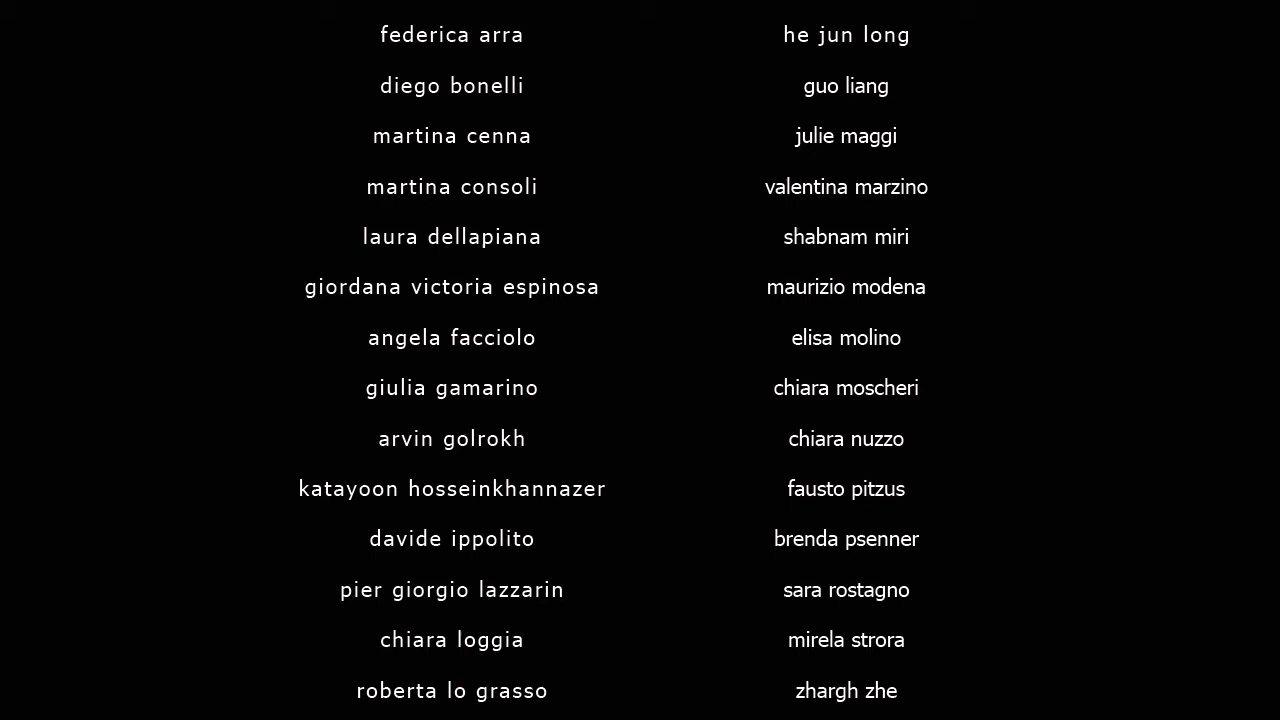 federica arra
diego bonelli
martina cenna
martina consoli
laura dellapiana
giordana victoria espinosa
angela facciolo
giulia gamarino
arvin golrokh
katayoon hosseinkhannazer
davide ippolito
pier giorgio lazzarin
chiara loggia
roberta lo grasso
he jun long
guo liang
julie maggi
valentina marzino
shabnam miri
maurizio modena
elisa molino
chiara moscheri
chiara nuzzo
fausto pitzus
brenda psenner
sara rostagno
mirela strora
zhargh zhe